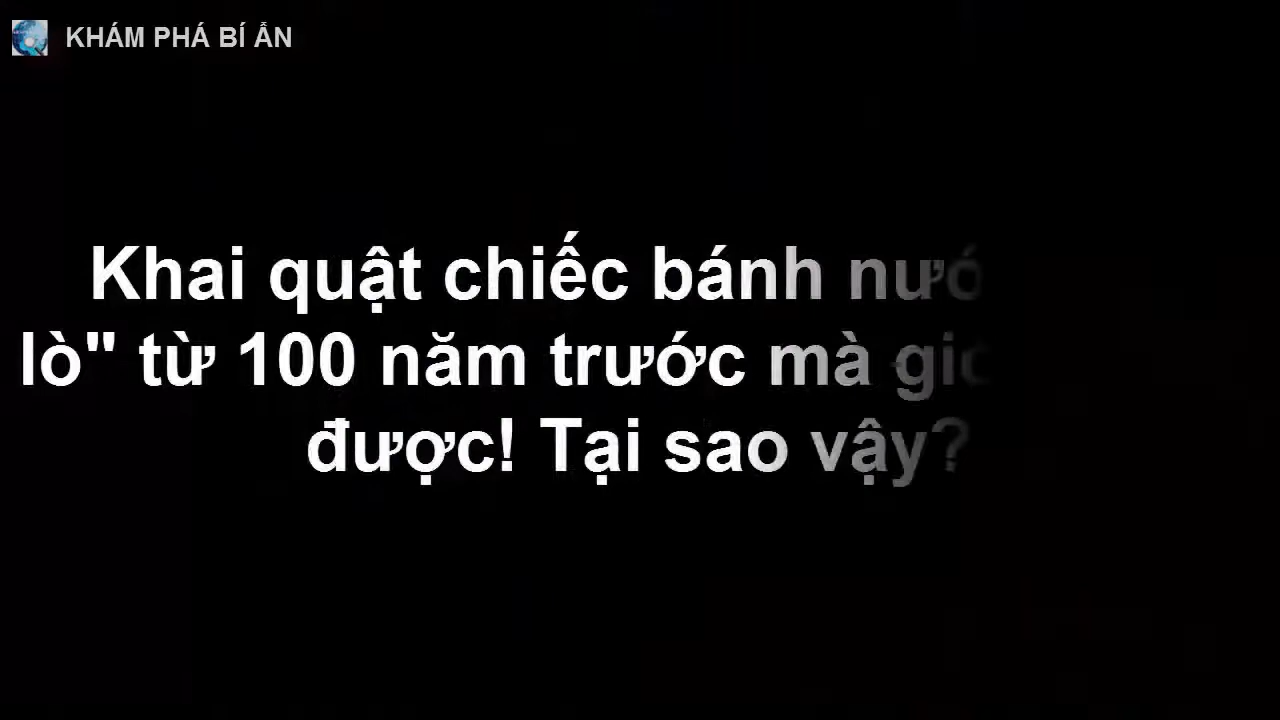 KHÁM PHÁ BÍ ẨN
Khai quật chiếc bánh
lò" từ 100 năm trước mà
được! Tại sao vậy?